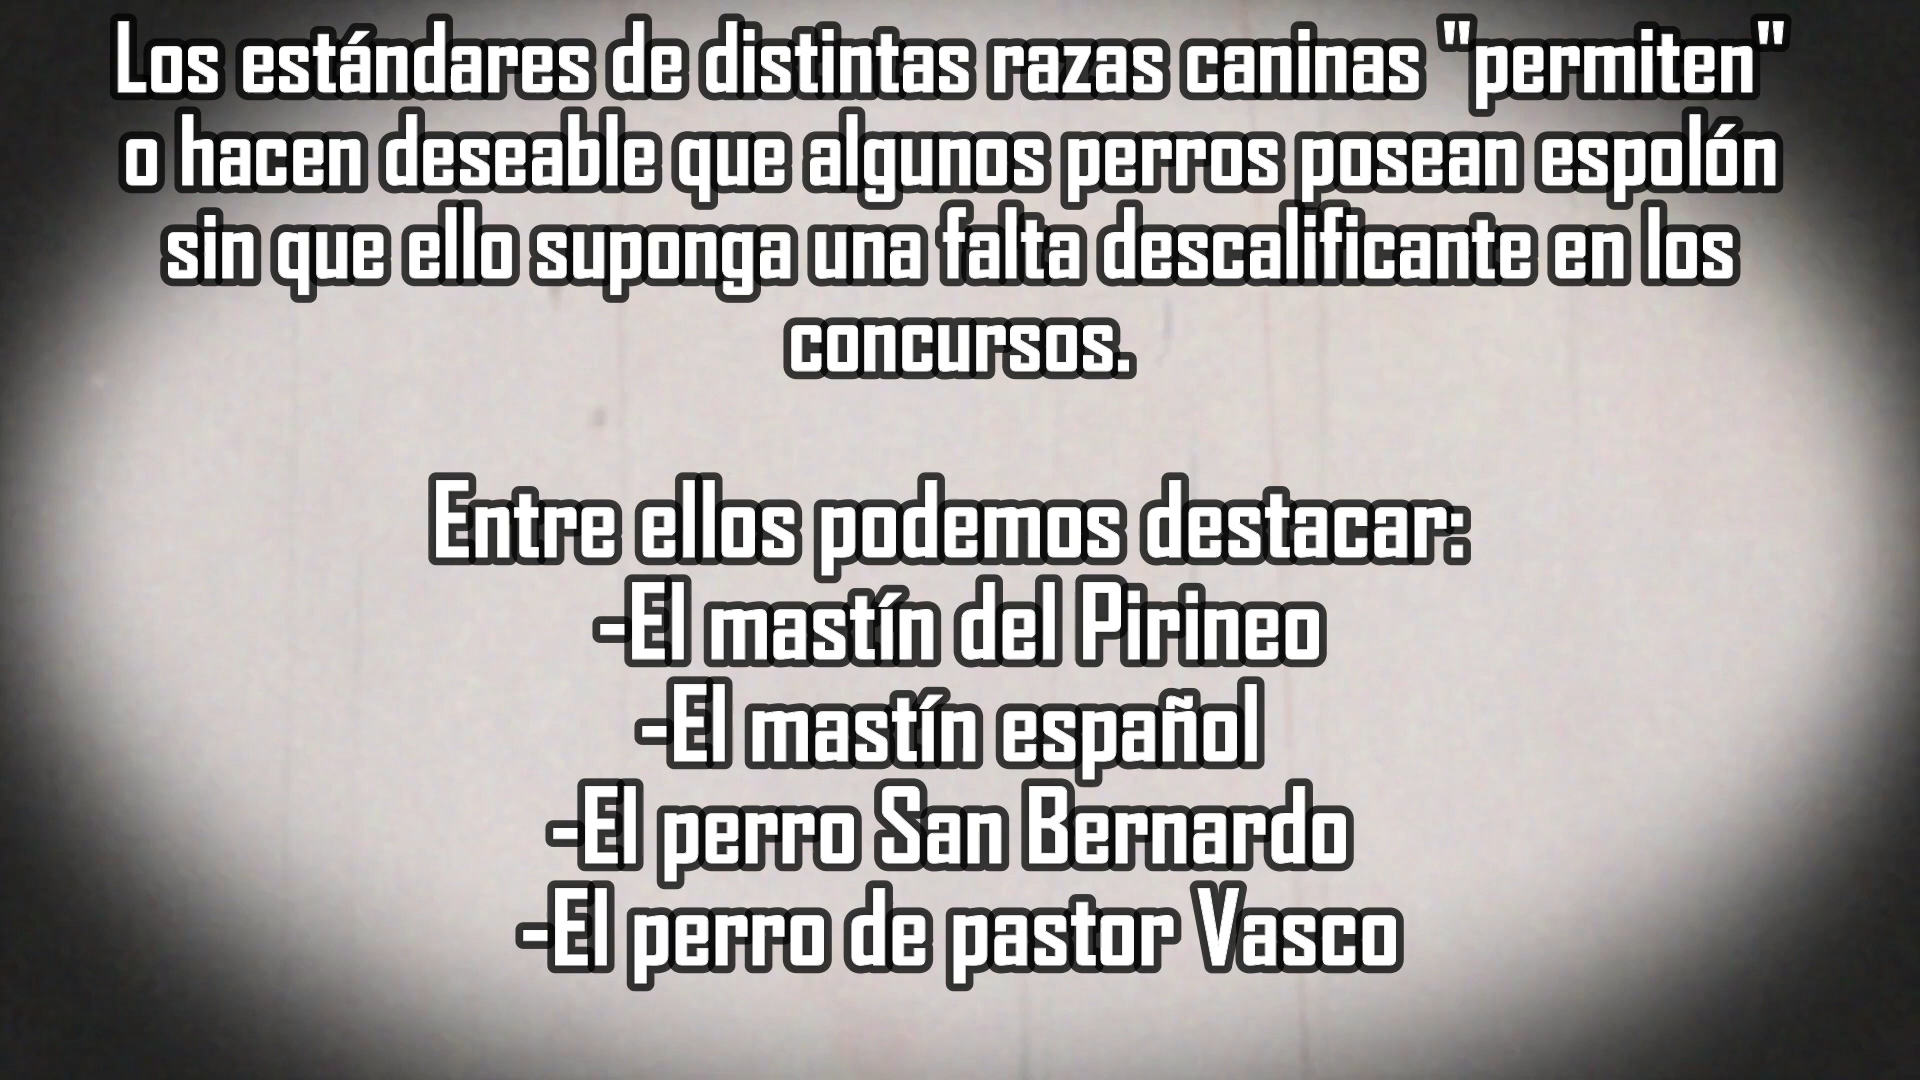 Los estándares de distintas razas caninas "permiten"
o hacen deseable que algunos perros posean espolón
sin que ello suponga una falta descalificante en los
concursos.
Entre ellos podemos destacar:
-El mastín del Pirineo
-El mastín español
-El perro San Bernardo
-El perro de pastor Vasco